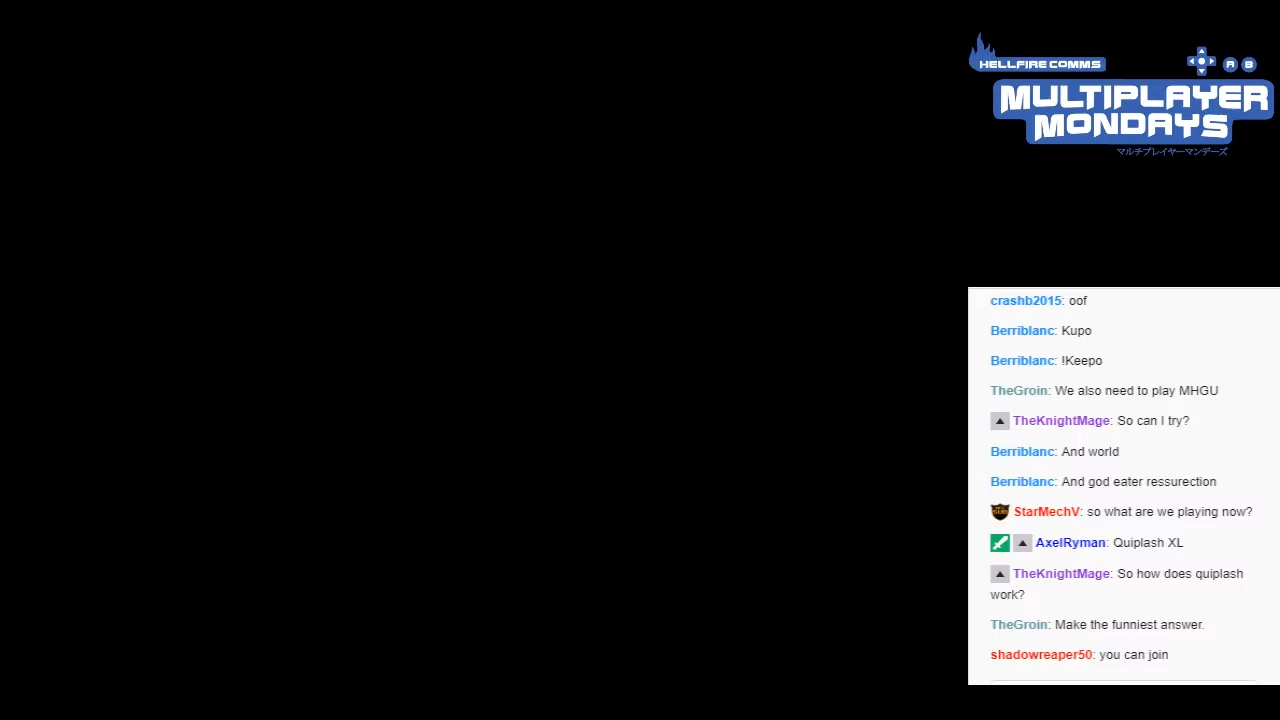 HELLFIRE COMMS
A B
MULTIPLAYER
MONDAYS
マルチプレイヤーマンデーズ
crashb2015: oof
Berriblanc: Kupo
Berriblanc: !Keepo
TheGroin: We also need to play MHGU
TheKnightMage: So can I try?
Berriblanc: And world
Berriblanc: And god eater ressurection
StarMechV: so what are we playing now?
AxelRyman: Quiplash XL
TheKnightMage: So how does quiplash
work?
TheGroin: Make the funniest answer.
shadowreaper50: you can join